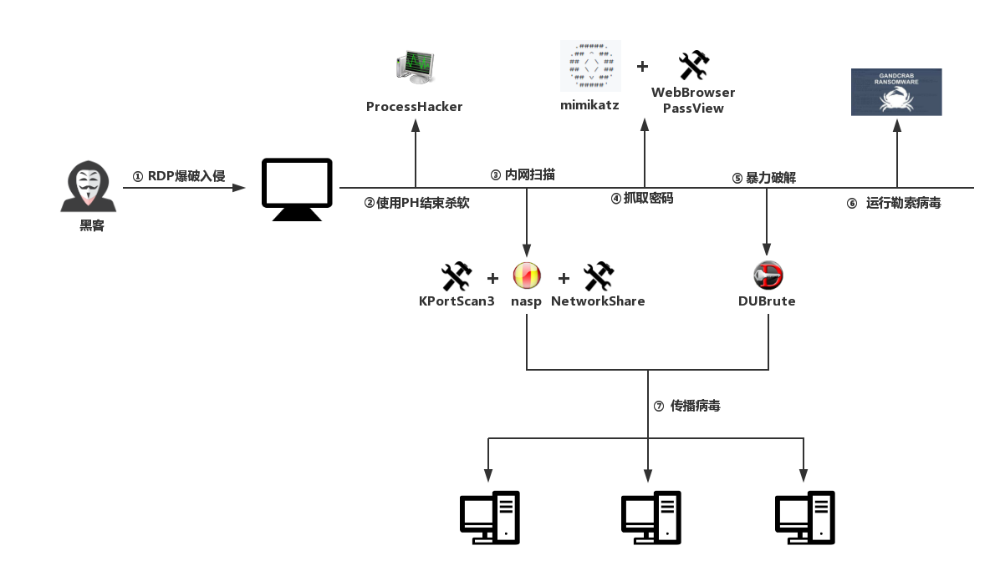 ProcessHacker
mimikatz
+
WebBrowser
PassView
GANDCRAB
RANSOMWARE
① RDP爆破入侵
黑客
②使用PH结束杀软
③ 内网扫描
④抓取密码
⑤ 暴力破解
⑥ 运行勒索病毒
KPortScan3
+
nasp
+
NetworkShare
DUBrute
⑦ 传播病毒